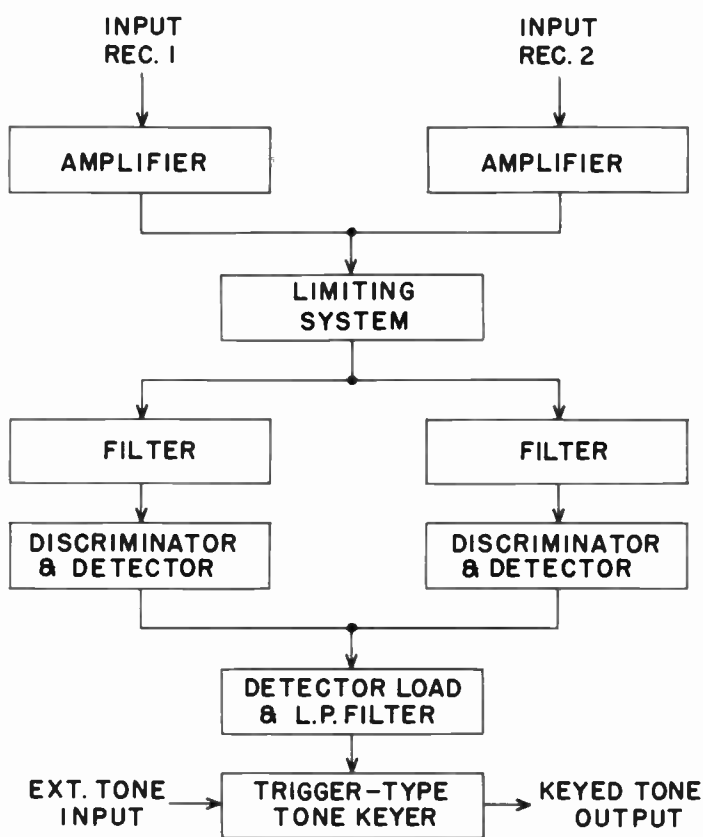 INPUT
REC. 1
INPUT
REC. 2
AMPLIFIER
AMPLIFIER
LIMITING
SYSTEM
FILTER
FILTER
DISCRIMINATOR
& DETECTOR
DISCRIMINATOR
& DETECTOR
DETECTOR LOAD
& L.P. FILTER
EXT. TONE
INPUT
TRIGGER-TYPE
TONE KEYER
KEYED TONE
OUTPUT